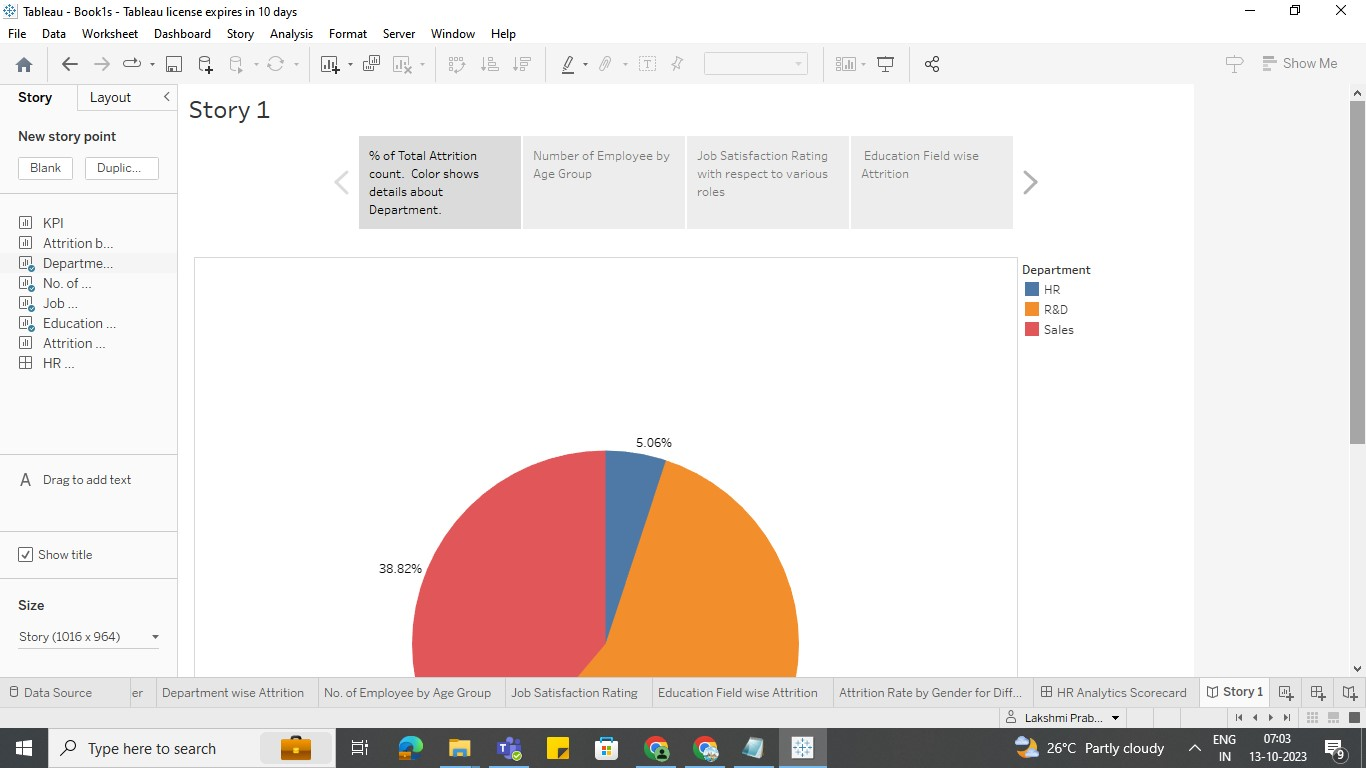 Tableau - Book1s - Tableau license expires in 10 days
File Data Worksheet Dashboard Story Analysis Format Server Window Help
Show Me
Story Layout
New story point
Blank Duplic...
KPI
Attrition b...
Departme...
No. of ...
Job ...
Education ...
Attrition ...
HR ...
A Drag to add text
Show title
Size
Story (1016 x 964)
Story 1
% of Total Attrition
count. Color shows
details about
Department.
Number of Employee by
Age Group
Job Satisfaction Rating
with respect to various
roles
Education Field wise
Attrition
Department
HR
R&D
Sales
5.06%
38.82%
Data Source er Department wise Attrition No. of Employee by Age Group Job Satisfaction Rating Education Field wise Attrition Attrition Rate by Gender for Diff... HR Analytics Scorecard Story 1
Lakshmi Prab...
Type here to search
26°C Partly cloudy
ENG
IN
07:03
13-10-2023
9